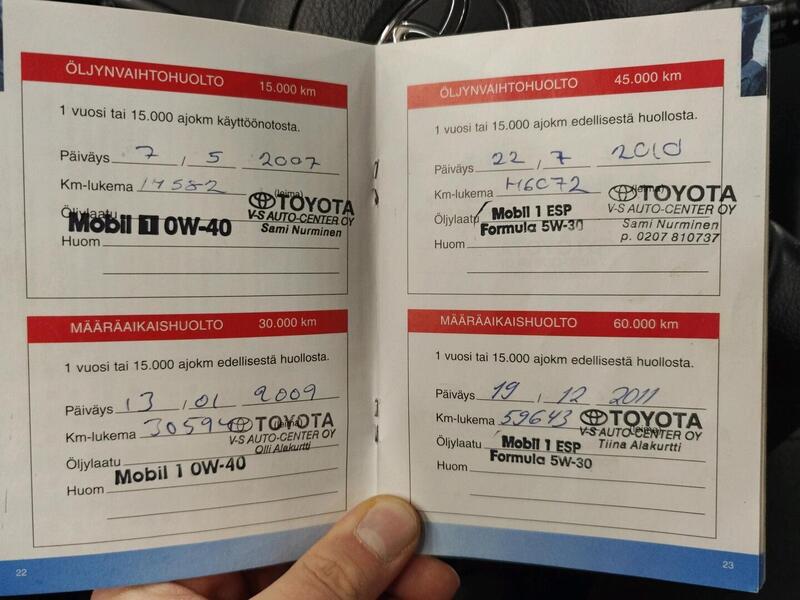 ÖLJYNVAIHTOHUOLTO 15.000 km
1 vuosi tai 15.000 ajokm käyttöönotosta.
Päiväys 7 , 5 2007
Km-lukema 14582 (leima)
TOYOTA
V-S AUTO-CENTER OY
Sami Nurminen
Öljylaatu Mobil 1 0W-40
Huom
MÄÄRÄAIKAISHUOLTO 30.000 km
1 vuosi tai 15.000 ajokm edellisestä huollosta.
Päiväys 13 , 01 2009
Km-lukema 30594 (leima)
TOYOTA
V-S AUTO-CENTER OY
Olli Alakurtti
Öljylaatu
Mobil 1 0W-40
Huom
22
ÖLJYNVAIHTOHUOLTO 45.000 km
1 vuosi tai 15.000 ajokm edellisestä huollosta.
Päiväys 22 , 7 2010
Km-lukema 46072 (leima)
TOYOTA
V-S AUTO-CENTER OY
Sami Nurminen
p. 0207 810737
Öljylaatu Mobil 1 ESP
Formula 5W-30
Huom
MÄÄRÄAIKAISHUOLTO 60.000 km
1 vuosi tai 15.000 ajokm edellisestä huollosta.
Päiväys 19 , 12 2011
Km-lukema 59643 (leima)
TOYOTA
V-S AUTO-CENTER OY
Tiina Alakurtti
Öljylaatu Mobil 1 ESP
Formula 5W-30
Huom
23